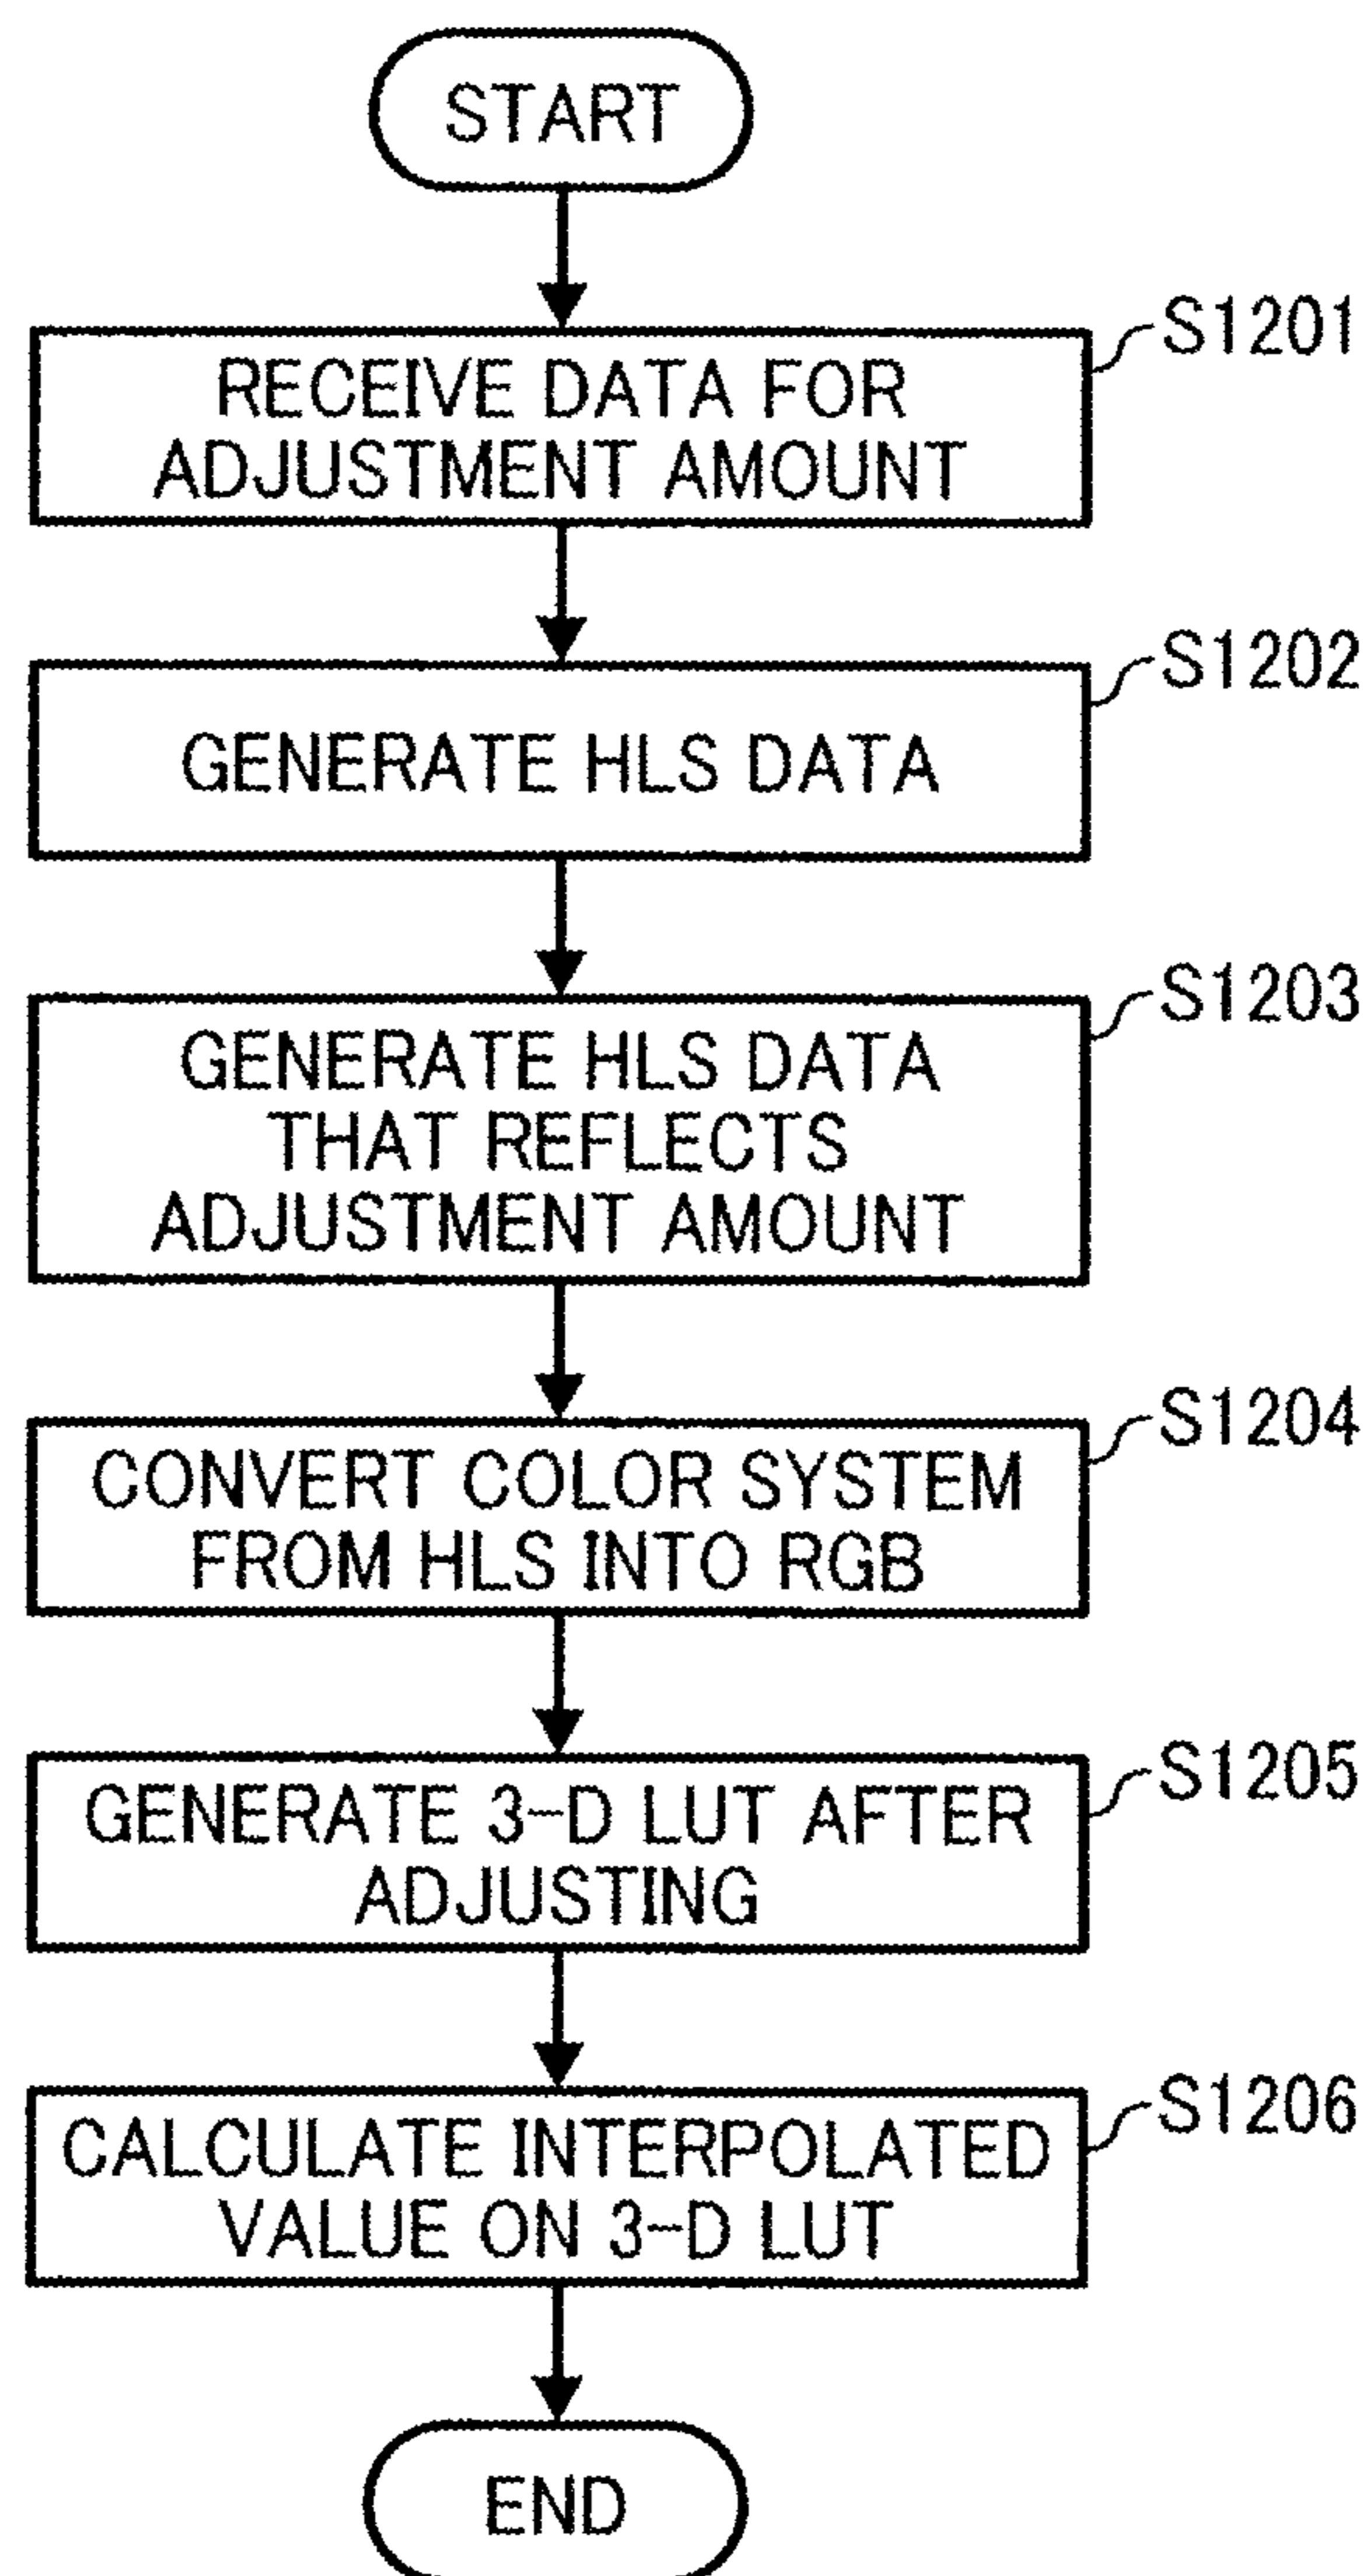 START
S1201
RECEIVE DATA FOR
ADJUSTMENT AMOUNT
S1202
GENERATE HLS DATA
S1203
GENERATE HLS DATA
THAT REFLECTS
ADJUSTMENT AMOUNT
S1204
CONVERT COLOR SYSTEM
FROM HLS INTO RGB
S1205
GENERATE 3-D LUT AFTER
ADJUSTING
S1206
CALCULATE INTERPOLATED
VALUE ON 3-D LUT
END